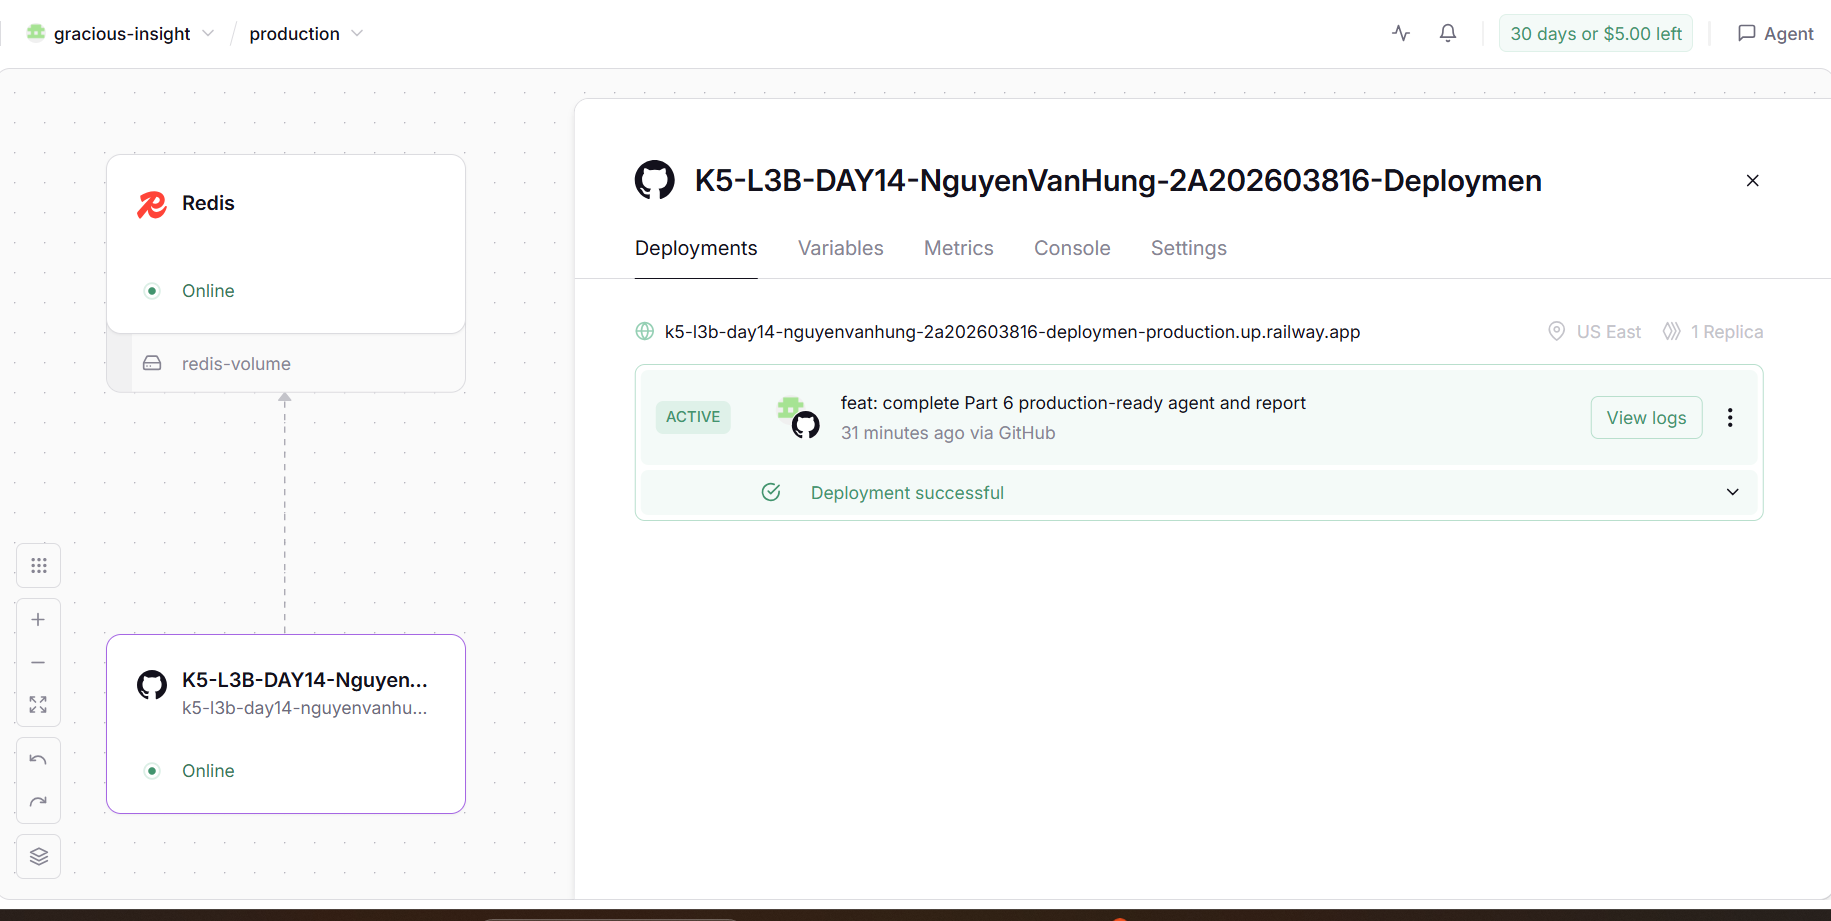 gracious-insight / production
30 days or $5.00 left
Agent
Redis
Online
redis-volume
K5-L3B-DAY14-Nguyen...
k5-l3b-day14-nguyenvanhu...
Online
K5-L3B-DAY14-NguyenVanHung-2A202603816-Deploymen
Deployments Variables Metrics Console Settings
k5-l3b-day14-nguyenvanhung-2a202603816-deploymen-production.up.railway.app
US East 1 Replica
ACTIVE
feat: complete Part 6 production-ready agent and report
31 minutes ago via GitHub
View logs
Deployment successful